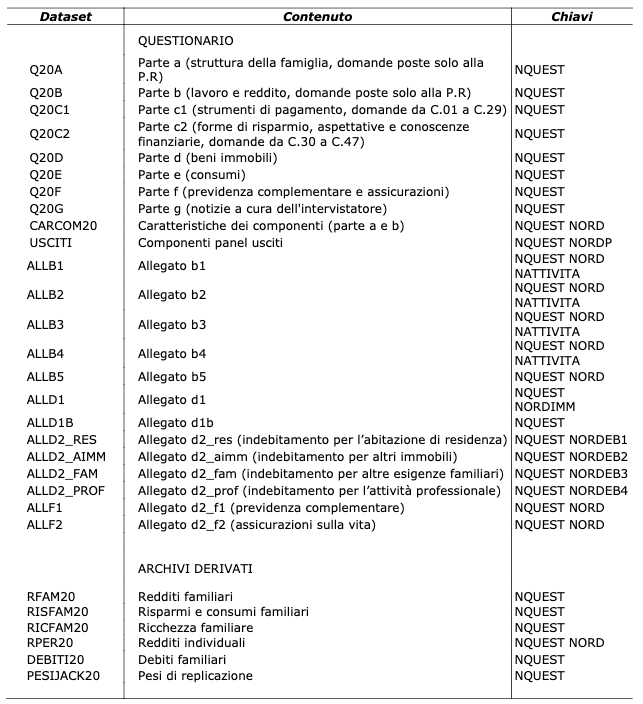 Dataset Contenuto Chiavi
QUESTIONARIO
Q20A Parte a (struttura della famiglia, domande poste solo alla P.R) NQUEST
Q20B Parte b (lavoro e reddito, domande poste solo alla P.R) NQUEST
Q20C1 Parte c1 (strumenti di pagamento, domande da C.01 a C.29) NQUEST
Q20C2 Parte c2 (forme di risparmio, aspettative e conoscenze finanziarie, domande da C.30 a C.47) NQUEST
Q20D Parte d (beni immobili) NQUEST
Q20E Parte e (consumi) NQUEST
Q20F Parte f (previdenza complementare e assicurazioni) NQUEST
Q20G Parte g (notizie a cura dell'intervistatore) NQUEST
CARCOM20 Caratteristiche dei componenti (parte a e b) NQUEST NORD
USCITI Componenti panel usciti NQUEST NORDP
ALLB1 Allegato b1 NQUEST NORD NATTIVITA
ALLB2 Allegato b2 NQUEST NORD NATTIVITA
ALLB3 Allegato b3 NQUEST NORD NATTIVITA
ALLB4 Allegato b4 NQUEST NORD NATTIVITA
ALLB5 Allegato b5 NQUEST NORD
ALLD1 Allegato d1 NQUEST NORDIMM
ALLD1B Allegato d1b NQUEST
ALLD2_RES Allegato d2_res (indebitamento per l’abitazione di residenza) NQUEST NORDEB1
ALLD2_AIMM Allegato d2_aimm (indebitamento per altri immobili) NQUEST NORDEB2
ALLD2_FAM Allegato d2_fam (indebitamento per altre esigenze familiari) NQUEST NORDEB3
ALLD2_PROF Allegato d2_prof (indebitamento per l’attività professionale) NQUEST NORDEB4
ALLF1 Allegato d2_f1 (previdenza complementare) NQUEST NORD
ALLF2 Allegato d2_f2 (assicurazioni sulla vita) NQUEST NORD
ARCHIVI DERIVATI
RFAM20 Redditi familiari NQUEST
RISFAM20 Risparmi e consumi familiari NQUEST
RICFAM20 Ricchezza familiare NQUEST
RPER20 Redditi individuali NQUEST NORD
DEBITI20 Debiti familiari NQUEST
PESIJACK20 Pesi di replicazione NQUEST